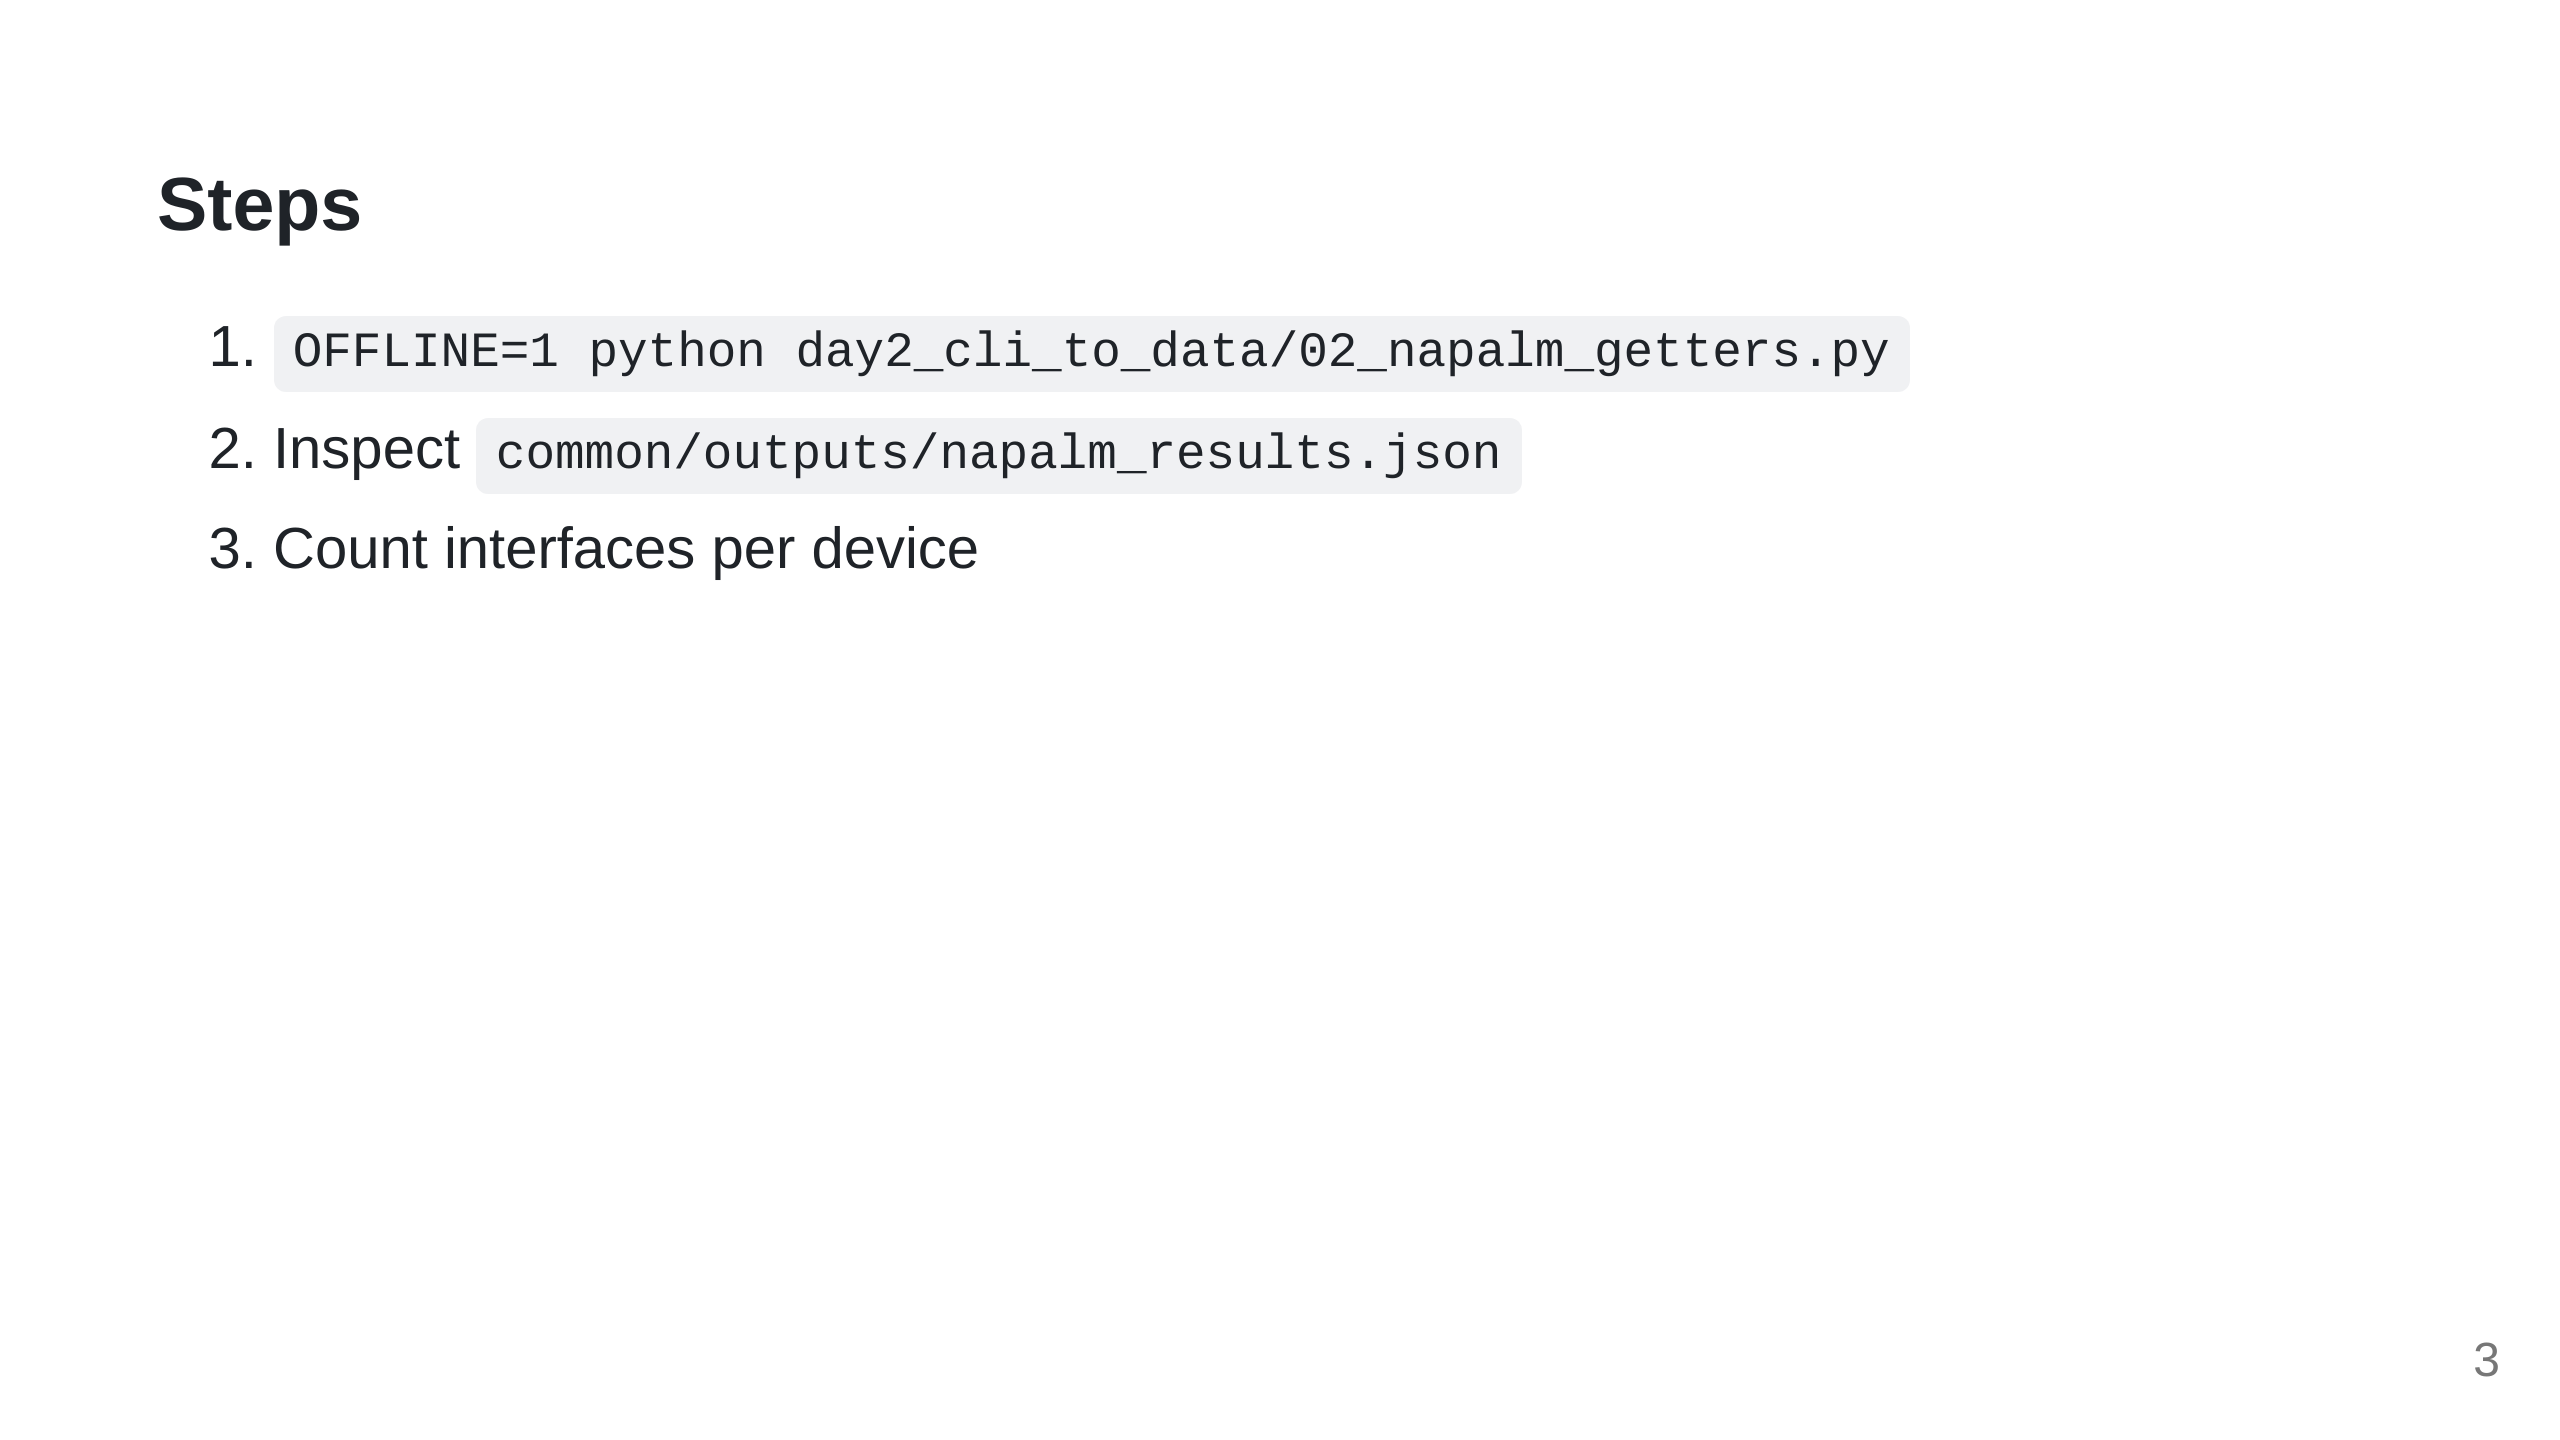 Steps
1. OFFLINE=1 python day2_cli_to_data/02_napalm_getters.py
2. Inspect common/outputs/napalm_results.json
3. Count interfaces per device
3